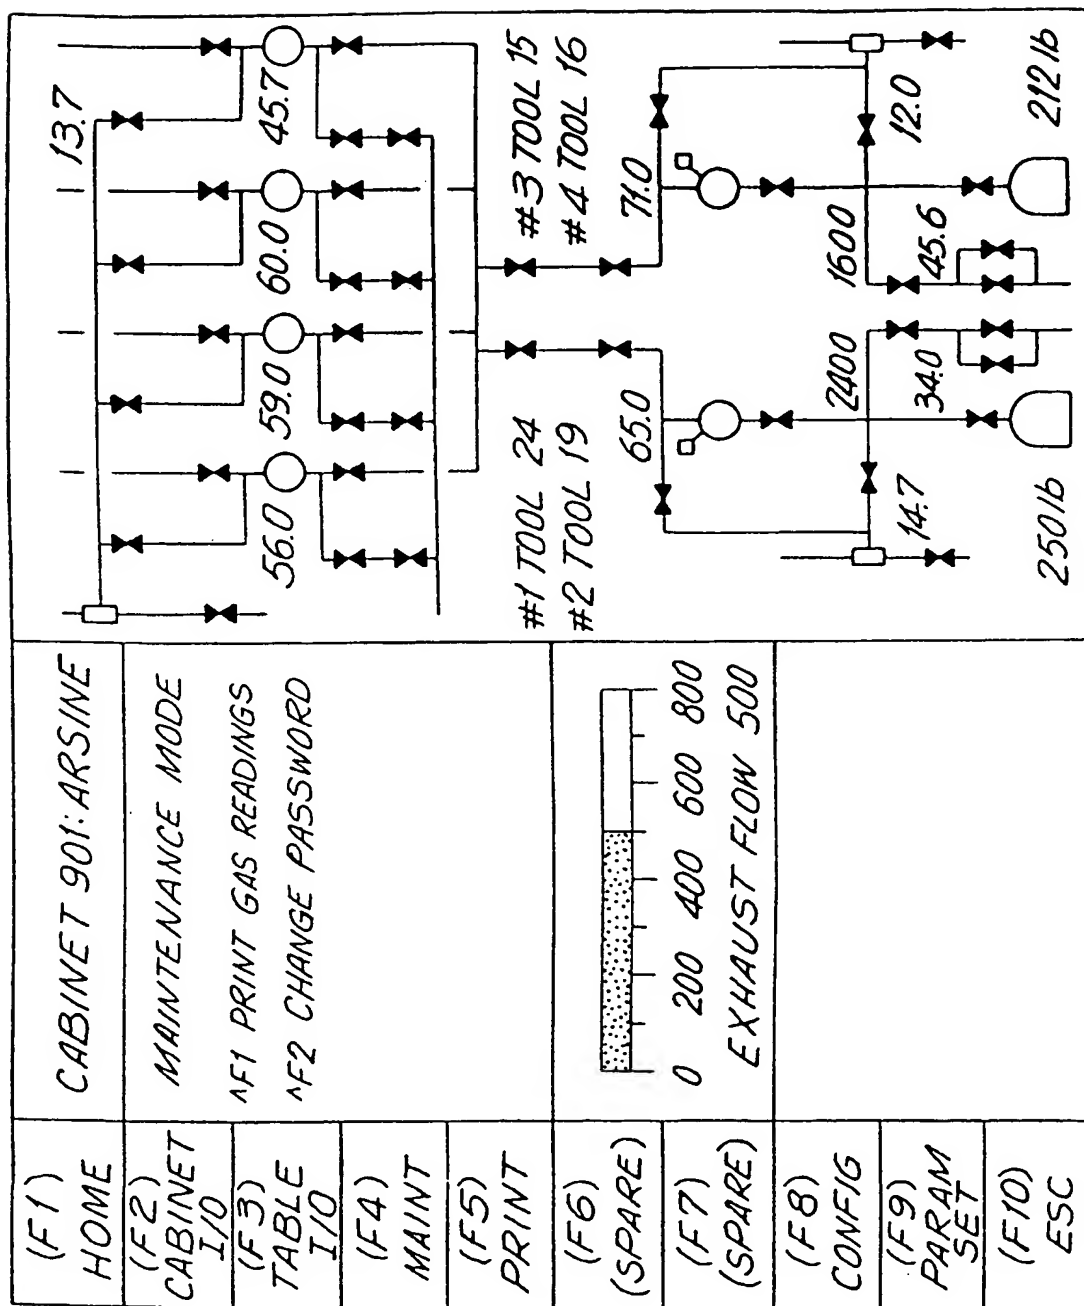 (F1)
HOME
(F2)
CABINET
I/O
(F3)
TABLE
I/O
(F4)
MAINT
(F5)
PRINT
(F6)
(SPARE)
(F7)
(SPARE)
(F8)
CONFIG
(F9)
PARAM
SET
(F10)
ESC
CABINET 901: ARSINE
MAINTENANCE MODE
^F1 PRINT GAS READINGS
^F2 CHANGE PASSWORD
0 200 400 600 800
EXHAUST FLOW 500
13.7
56.0 59.0 60.0 45.7
#1 TOOL 24
#2 TOOL 19
#3 TOOL 15
#4 TOOL 16
65.0 71.0
2400 1600
14.7 34.0 45.6 12.0
250 lb 212 lb